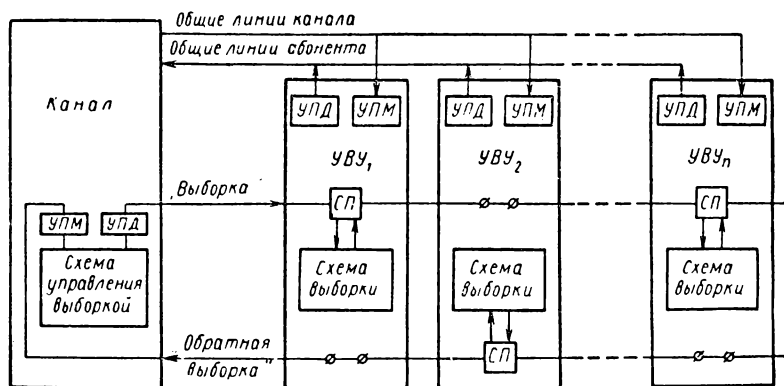 Общие линии канала
Общие линии абонента
Канал
УПД УПМ УПД УПМ УПД УПМ
УВУ1 УВУ2 УВУn
„Выборка
УПМ УПД СП СП
Схема управления выборкой
Схема выборки
Схема выборки
Схема выборки
Обратная выборка"
СП